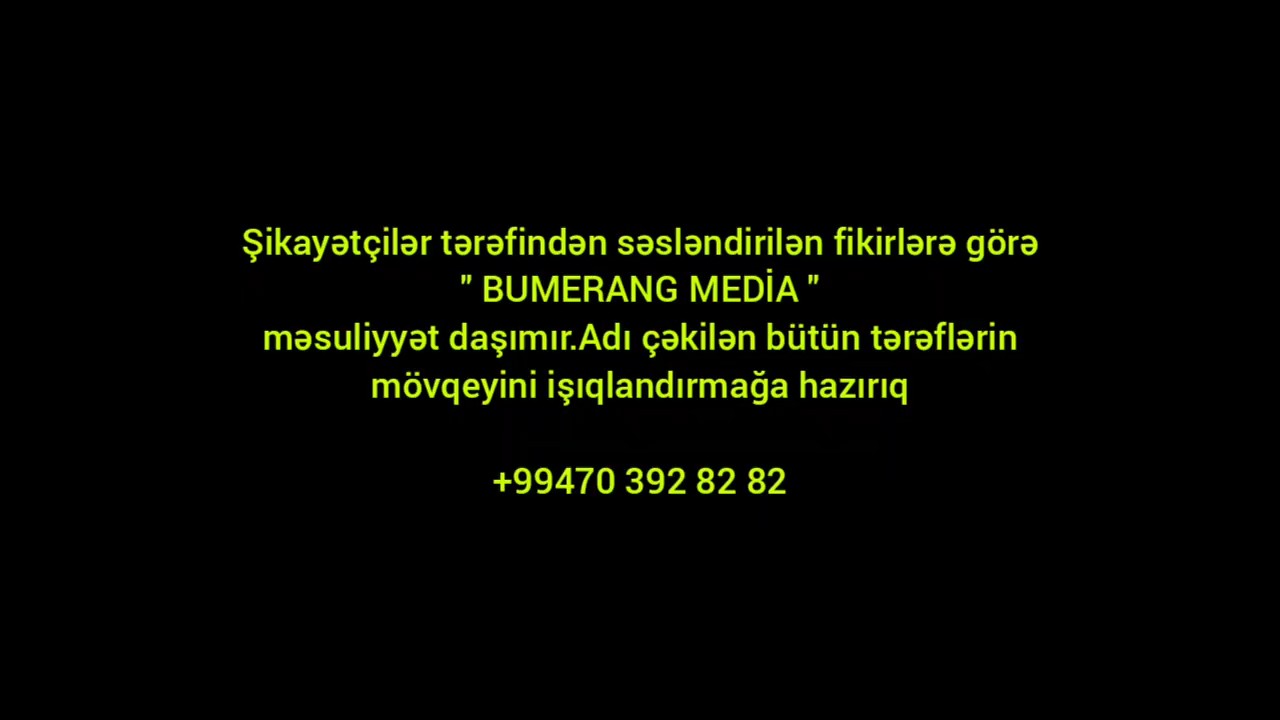 Şikayətçilər tərəfindən səsləndirilən fikirlərə görə
" BUMERANG MEDİA "
məsuliyyət daşımır.Adı çəkilən bütün tərəflərin
mövqeyini işıqlandırmağa hazırıq
+99470 392 82 82